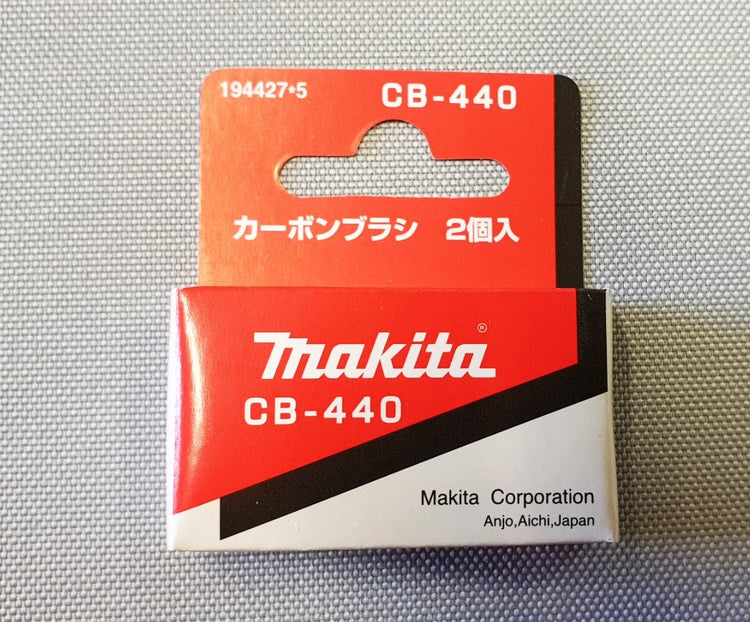 194427*5 CB-440
カーボンブラシ 2個入
makita®
CB-440
Makita Corporation
Anjo,Aichi,Japan